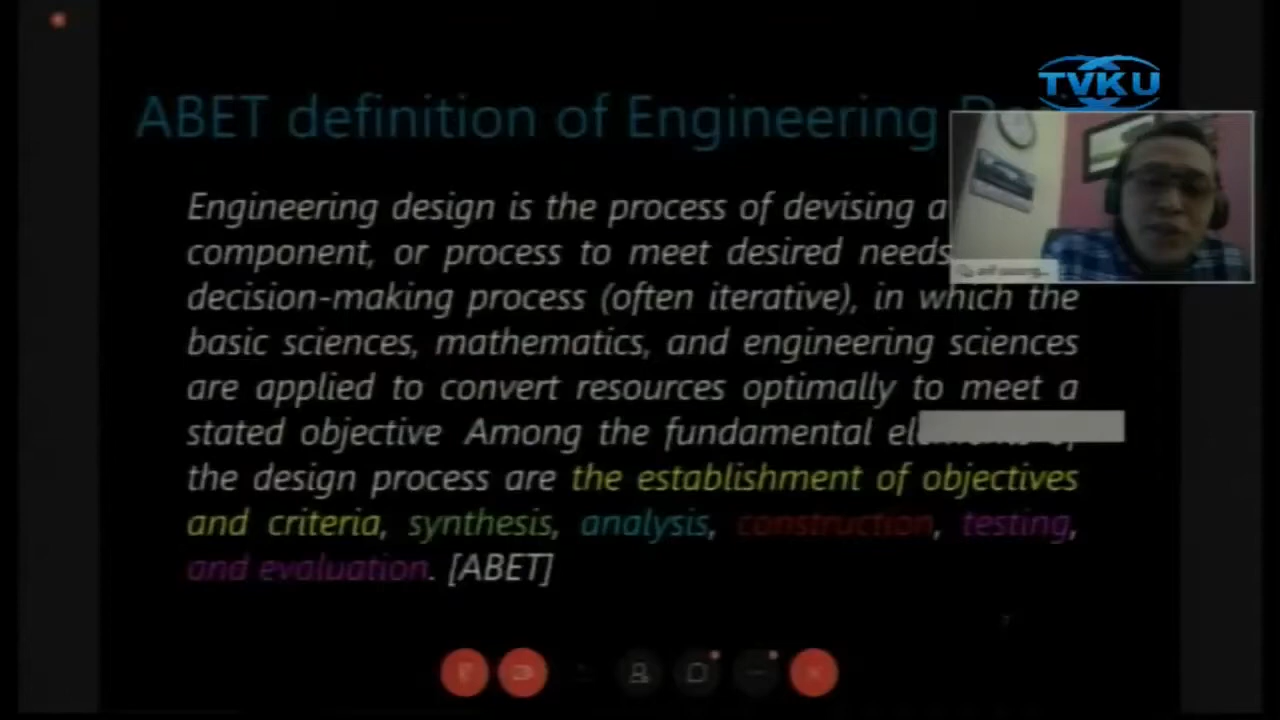 TVKU
ABET definition of Engineering
Engineering design is the process of devising a
component, or process to meet desired needs
decision-making process (often iterative), in which the
basic sciences, mathematics, and engineering sciences
are applied to convert resources optimally to meet a
stated objective Among the fundamental elements of
the design process are the establishment of objectives
and criteria, synthesis, analysis, construction, testing,
and evaluation. [ABET]